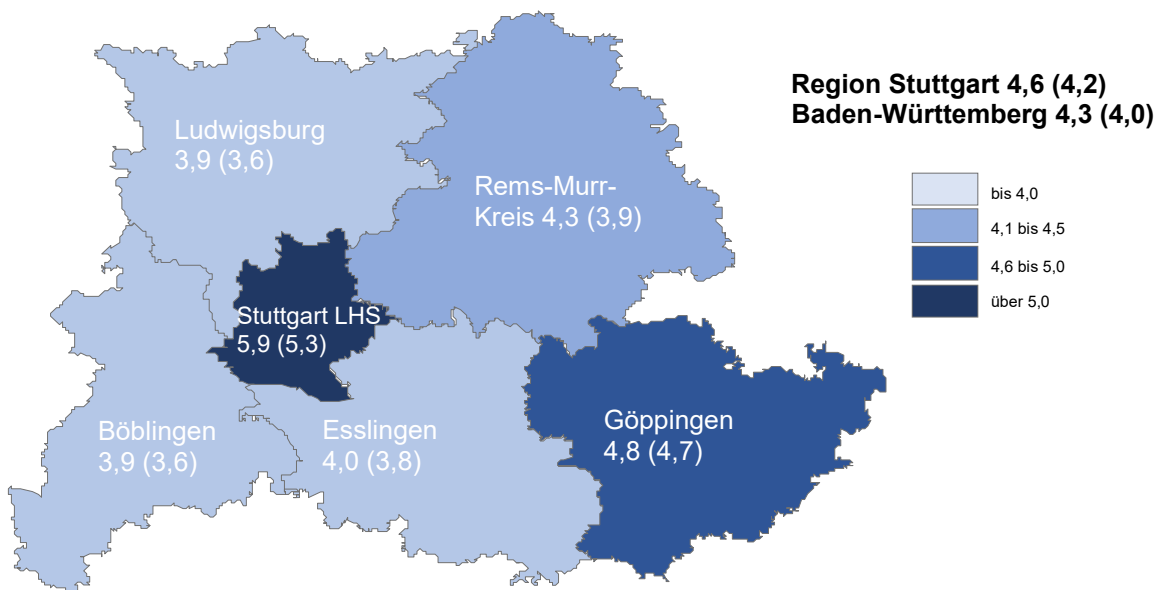 Region Stuttgart 4,6 (4,2)
Baden-Württemberg 4,3 (4,0)
Ludwigsburg
3,9 (3,6)
Rems-Murr-
Kreis 4,3 (3,9)
bis 4,0
4,1 bis 4,5
4,6 bis 5,0
über 5,0
Stuttgart LHS
5,9 (5,3)
Böblingen
3,9 (3,6)
Esslingen
4,0 (3,8)
Göppingen
4,8 (4,7)